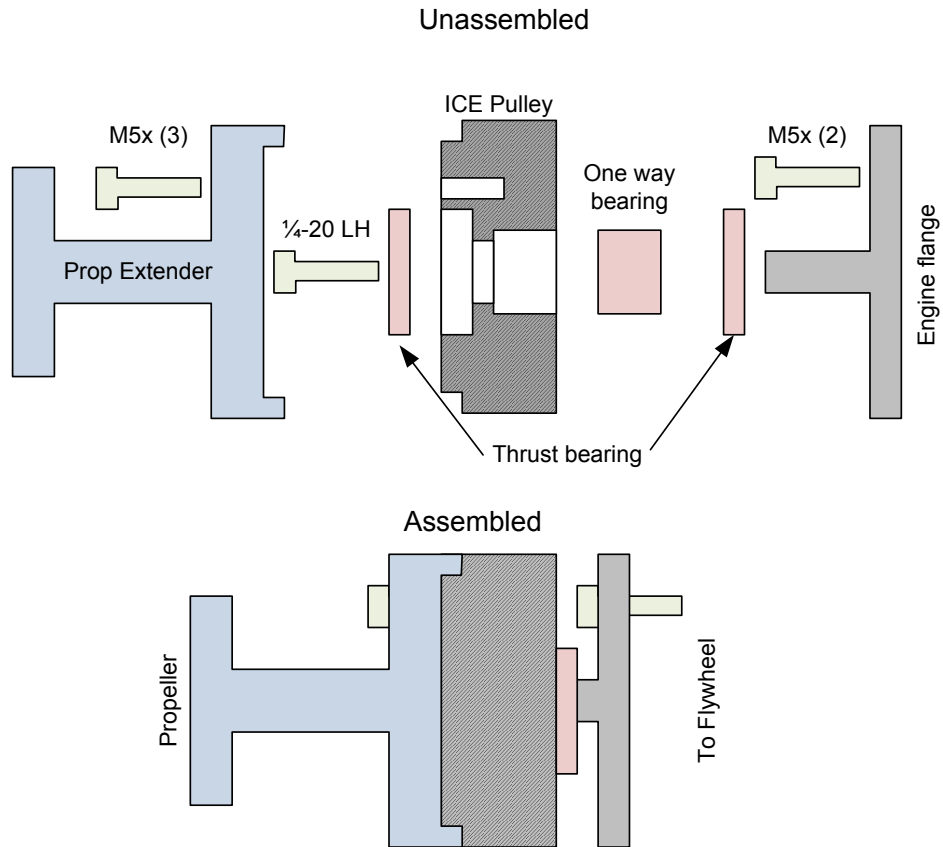 Unassembled
ICE Pulley
M5x (3)
M5x (2)
One way
bearing
¼-20 LH
Prop Extender
Engine flange
Thrust bearing
Assembled
Propeller
To Flywheel